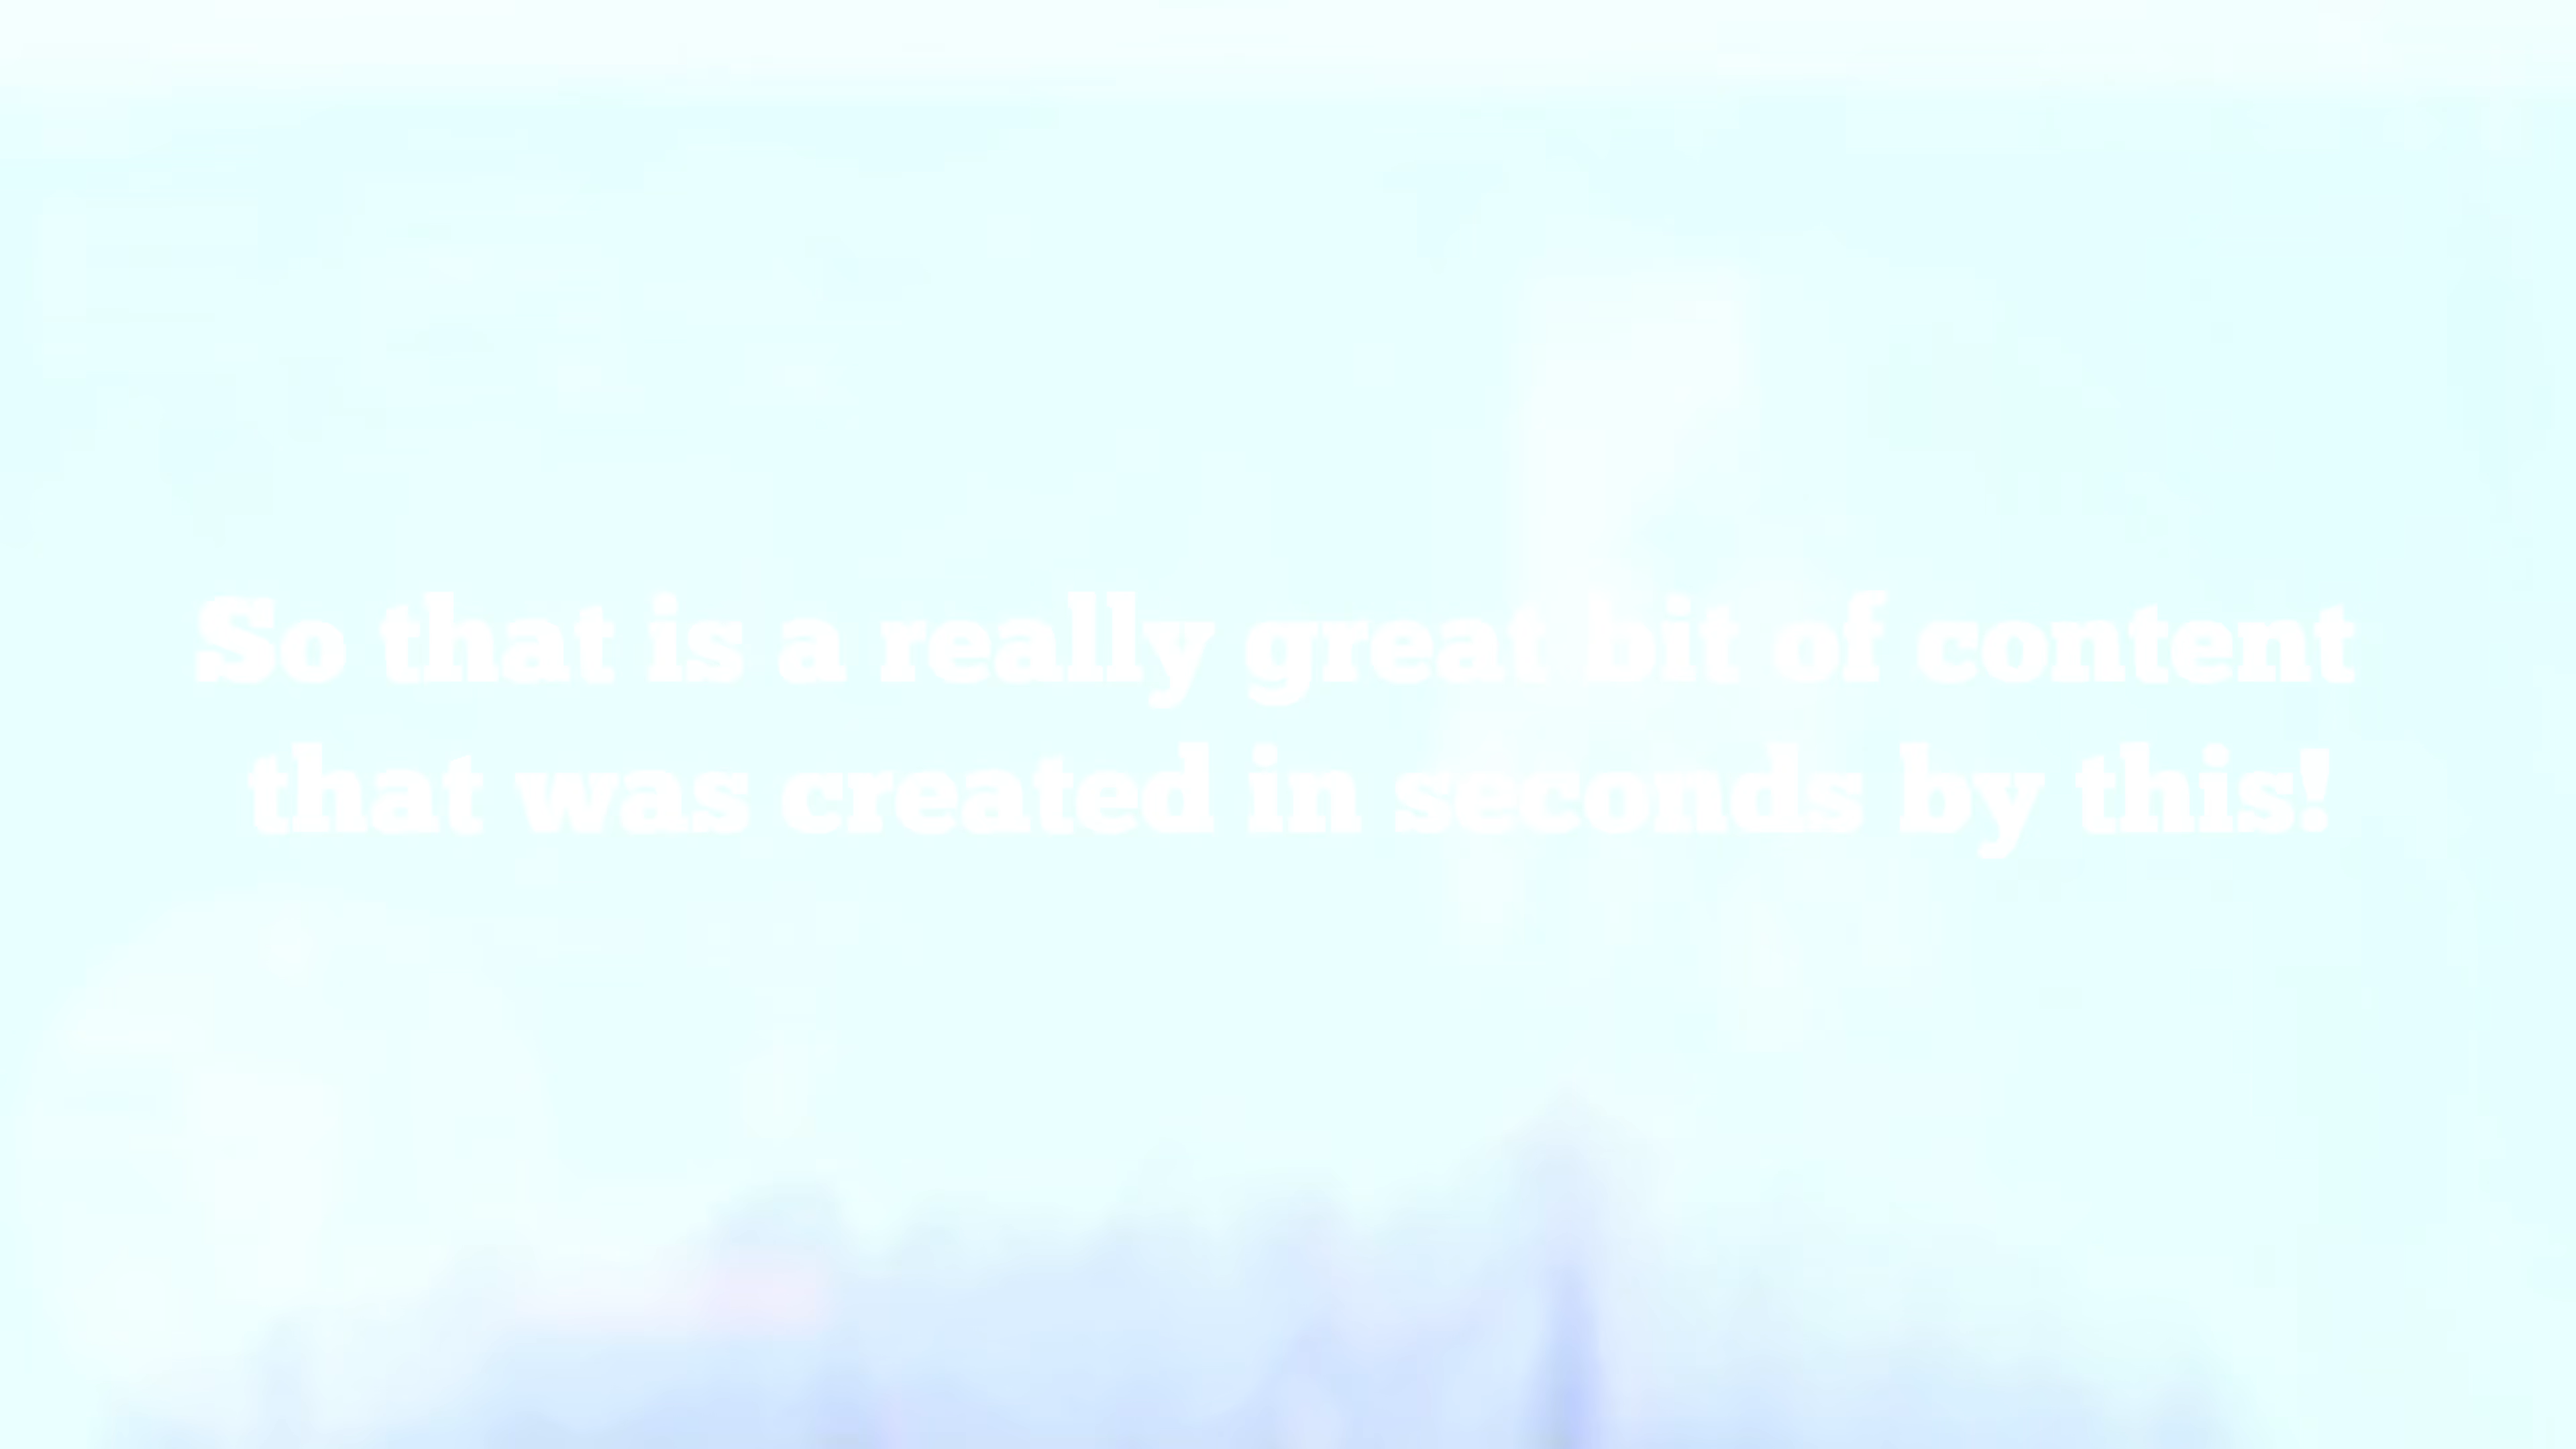 So that is a really great bit of content
that was created in seconds by this!